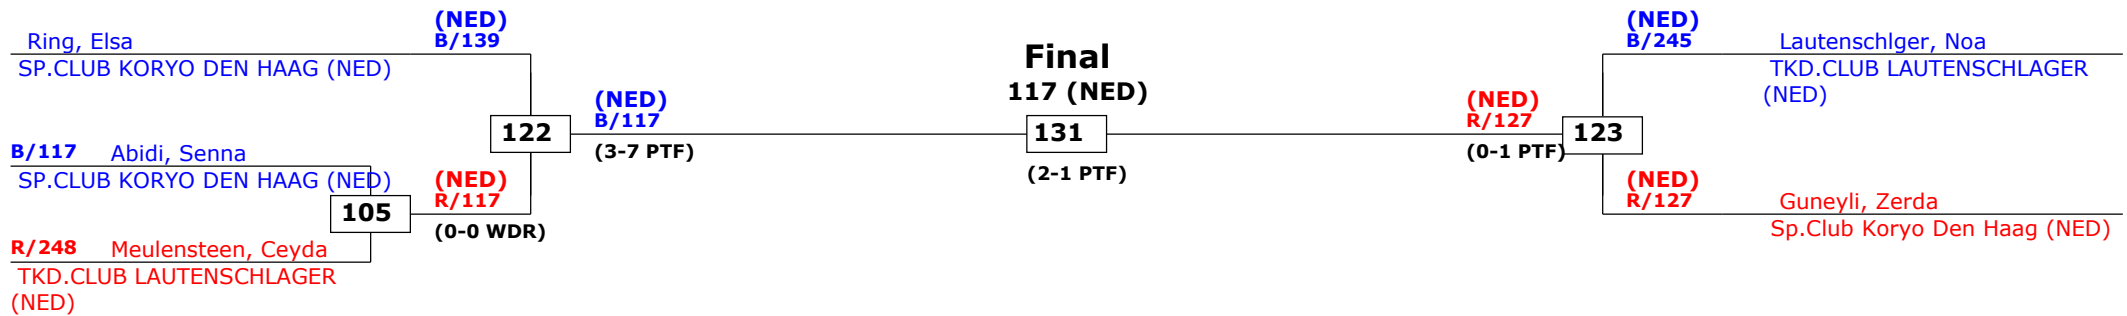 (NED)
B/139
Ring, Elsa
SP.CLUB KORYO DEN HAAG (NED)
B/117 Abidi, Senna
SP.CLUB KORYO DEN HAAG (NED)
105
R/248 Meulensteen, Ceyda
TKD.CLUB LAUTENSCHLAGER
(NED)
(NED)
R/117
(0-0 WDR)
122
(NED)
B/117
(3-7 PTF)
Final
117 (NED)
131
(2-1 PTF)
(NED)
R/127
(0-1 PTF)
123
(NED)
B/245
Lautenschlger, Noa
TKD.CLUB LAUTENSCHLAGER
(NED)
(NED)
R/127
Guneyli, Zerda
Sp.Club Koryo Den Haag (NED)